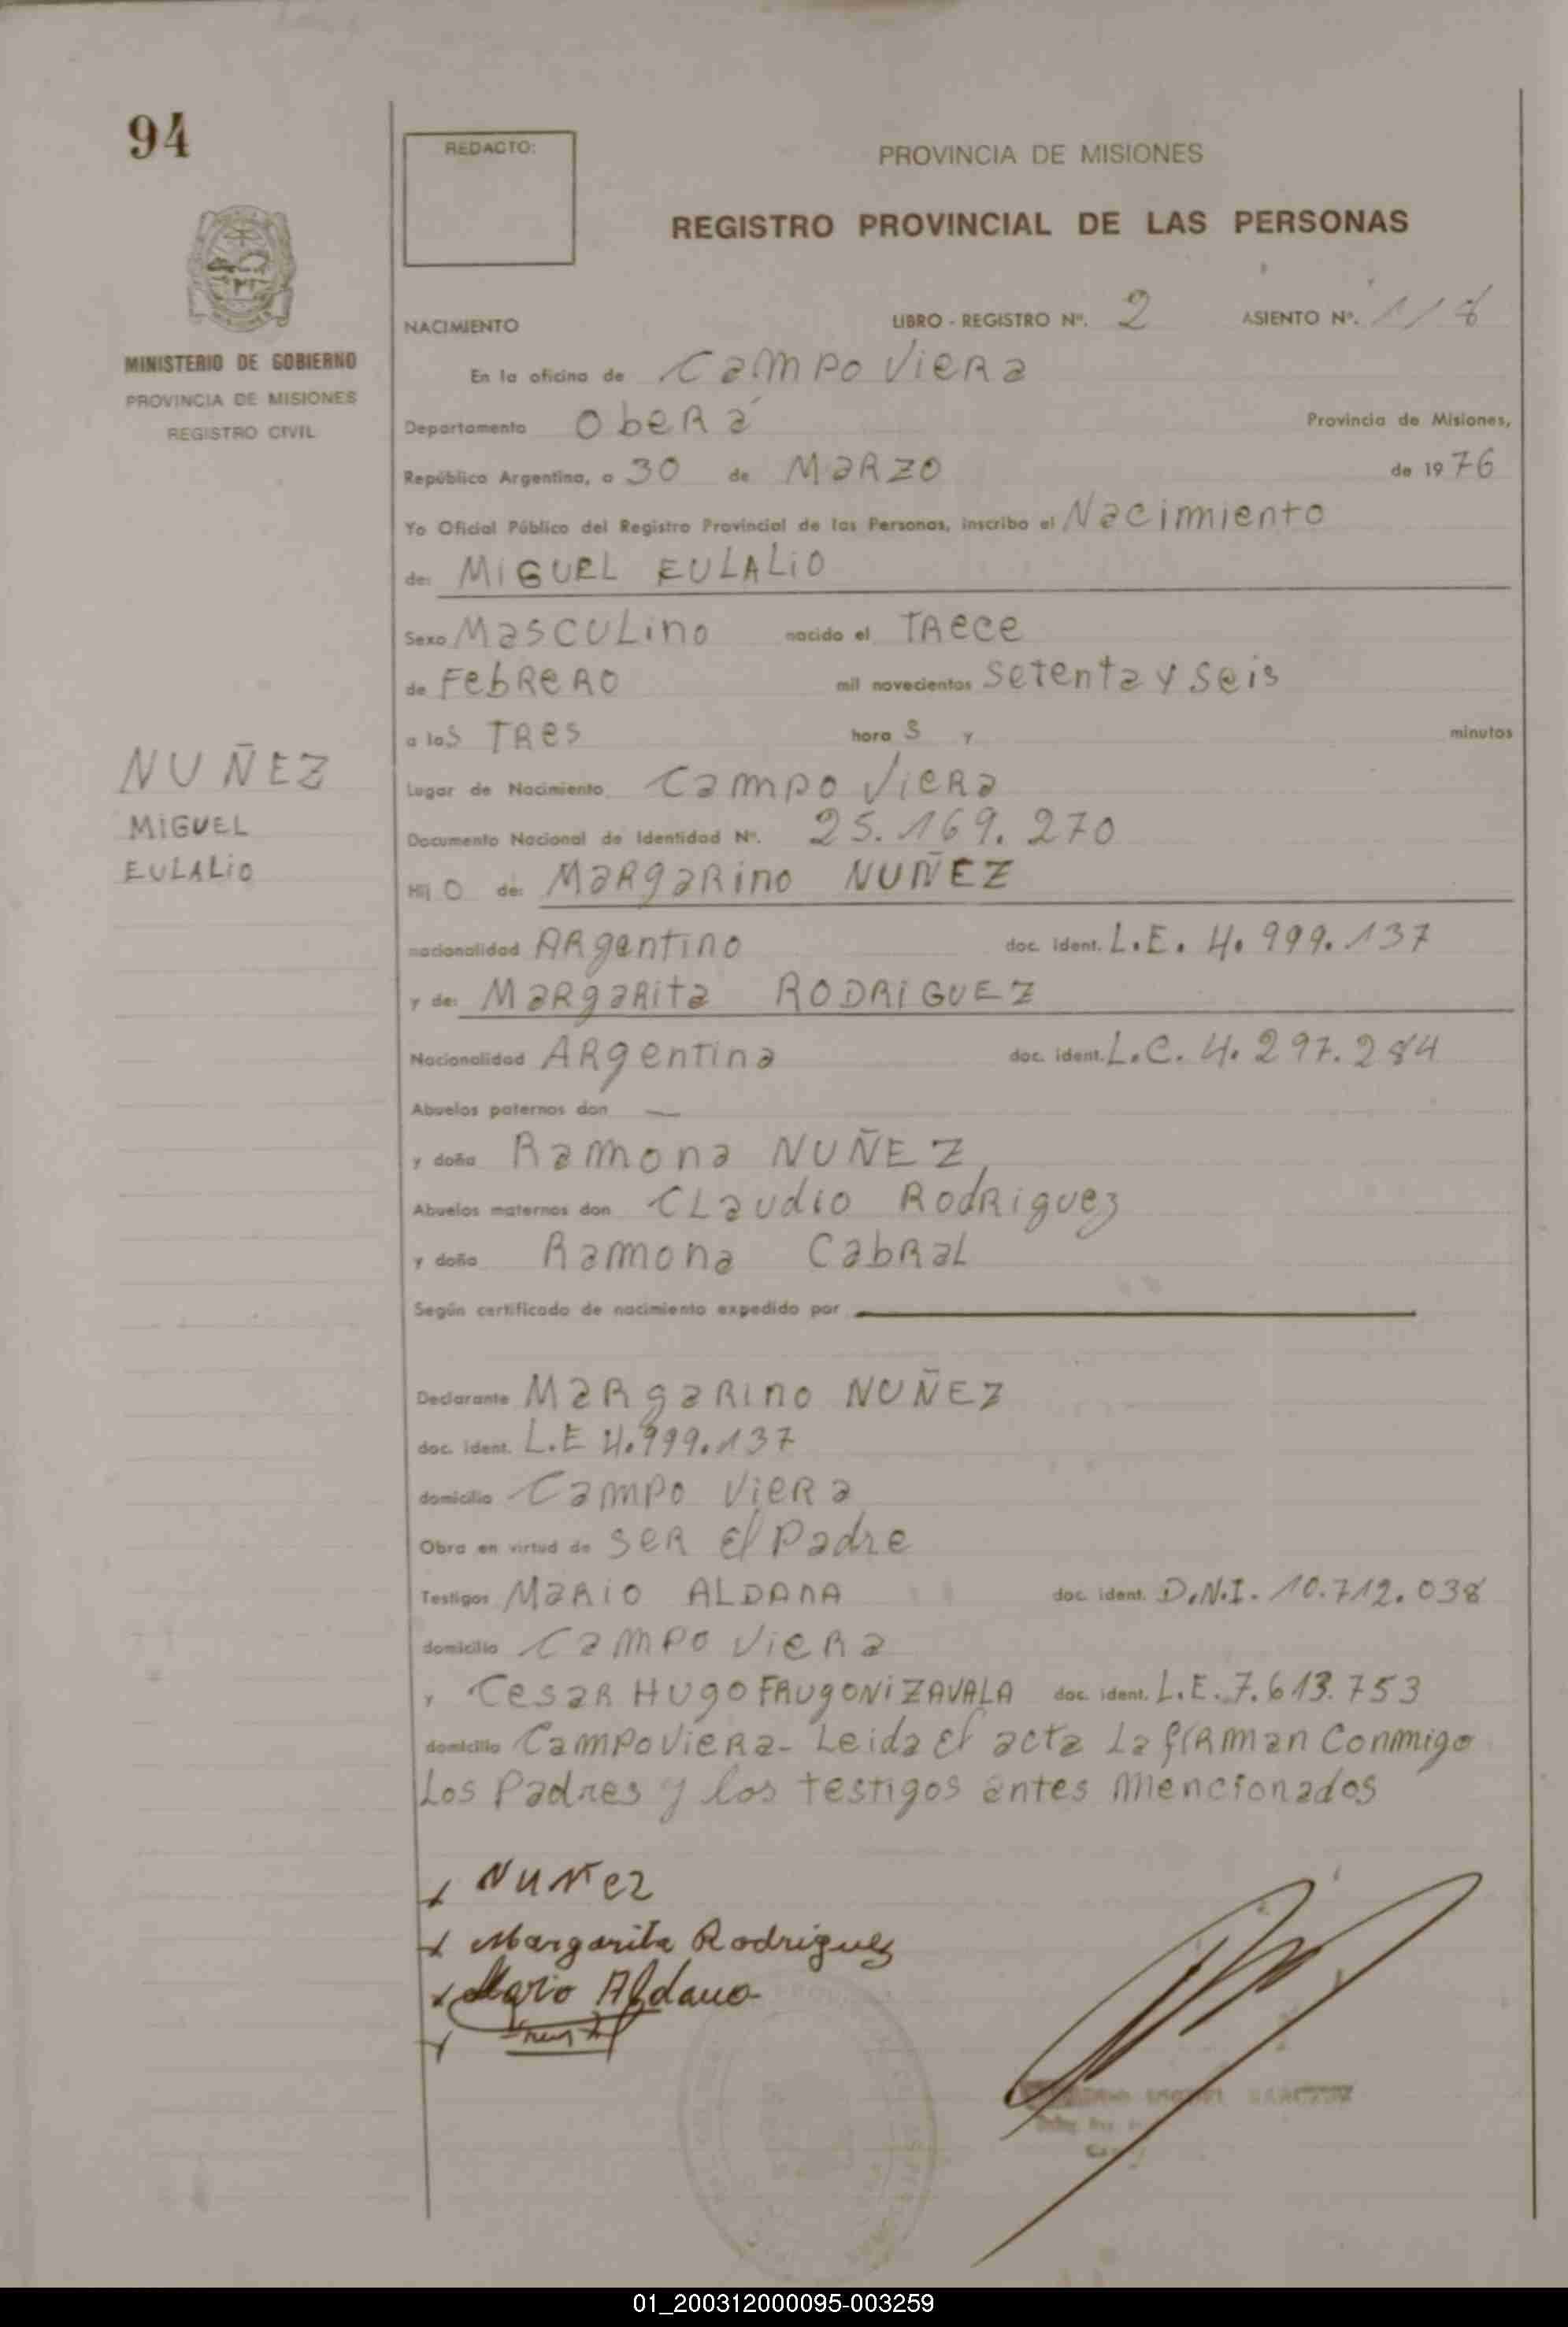 94
REDACTO:
PROVINCIA DE MISIONES
REGISTRO PROVINCIAL DE LAS PERSONAS
MINISTERIO DE GOBIERNO
PROVINCIA DE MISIONES
REGISTRO CIVIL
NACIMIENTO LIBRO - REGISTRO Nº. 2 ASIENTO Nº. 118
En la oficina de Campo Viera
Departamento Oberá Provincia de Misiones,
República Argentina, a 30 de Marzo de 1976
Yo Oficial Público del Registro Provincial de las Personas, inscribo el Nacimiento
de: MIGUEL EULALIO
Sexo Masculino nacido el Trece
de Febrero mil novecientos Setenta y Seis
a las Tres hora s y minutos
NUÑEZ
MIGUEL
EULALIO
Lugar de Nacimiento Campo Viera
Documento Nacional de Identidad Nº. 25.169.270
Hijo de: Margarino NUÑEZ
nacionalidad Argentino doc. ident. L.E. 4.999.137
y de: Margarita RODRIGUEZ
Nacionalidad Argentina doc. ident. L.C. 4.297.284
Abuelos paternos don —
y doña Ramona NUÑEZ,
Abuelos maternos don Claudio Rodriguez
y doña Ramona Cabral
Según certificado de nacimiento expedido por
Declarante Margarino NUÑEZ
doc. ident. L.E 4.999.137
domicilio Campo Viera
Obra en virtud de Ser El Padre
Testigos Mario ALDANA doc. ident. D.N.I. 10.712.038
domicilio Campo Viera
y Cesar Hugo FRUGONI ZAVALA doc. ident. L.E. 7.613.753
domicilio Campo Viera - Leida El acta La firman Conmigo
Los Padres y los testigos antes mencionados
Nuñez
Margarita Rodriguez
Mario Aldana
01_200312000095-003259